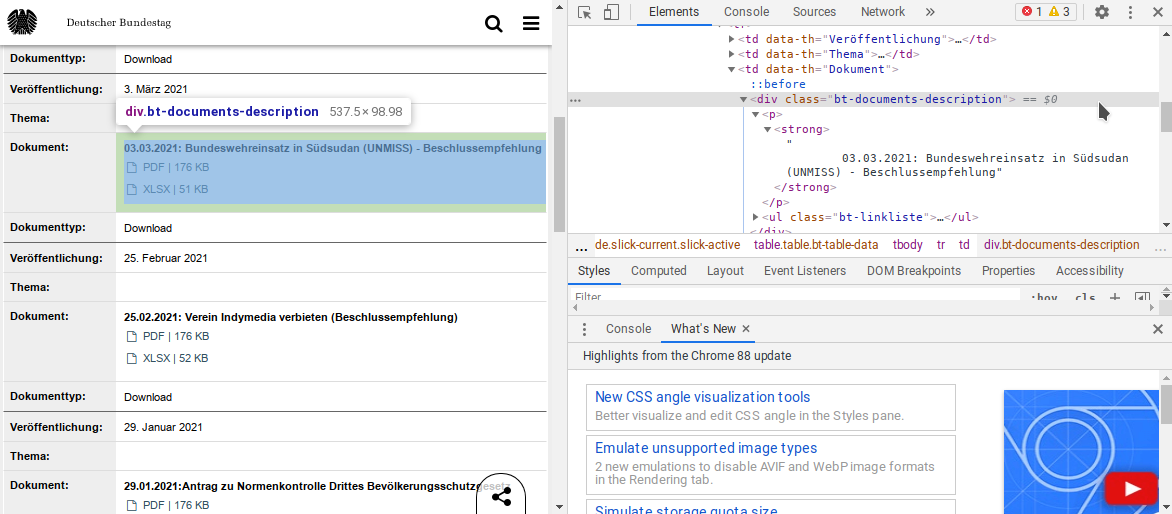 Deutscher Bundestag
Dokumenttyp: Download
Veröffentlichung: 3. März 2021
div.bt-documents-description 537.5 × 98.98
Thema:
Dokument: 03.03.2021: Bundeswehreinsatz in Südsudan (UNMISS) - Beschlussempfehlung
PDF | 176 KB
XLSX | 51 KB
Dokumenttyp: Download
Veröffentlichung: 25. Februar 2021
Thema:
Dokument: 25.02.2021: Verein Indymedia verbieten (Beschlussempfehlung)
PDF | 176 KB
XLSX | 52 KB
Dokumenttyp: Download
Veröffentlichung: 29. Januar 2021
Thema:
Dokument: 29.01.2021:Antrag zu Normenkontrolle Drittes Bevölkerungsschutzgesetz
PDF | 176 KB
Elements Console Sources Network » 1 3
<td data-th="Veröffentlichung">…</td>
<td data-th="Thema">…</td>
<td data-th="Dokument">
::before
… <div class="bt-documents-description"> == $0
<p>
<strong>
"
03.03.2021: Bundeswehreinsatz in Südsudan
(UNMISS) - Beschlussempfehlung"
</strong>
</p>
<ul class="bt-linkliste">…</ul>
</div>
... de.slick-current.slick-active table.table.bt-table-data tbody tr td div.bt-documents-description ...
Styles Computed Layout Event Listeners DOM Breakpoints Properties Accessibility
Filter :hov .cls +
Console What's New ×
Highlights from the Chrome 88 update
New CSS angle visualization tools
Better visualize and edit CSS angle in the Styles pane.
Emulate unsupported image types
2 new emulations to disable AVIF and WebP image formats
in the Rendering tab.
Simulate storage quota size